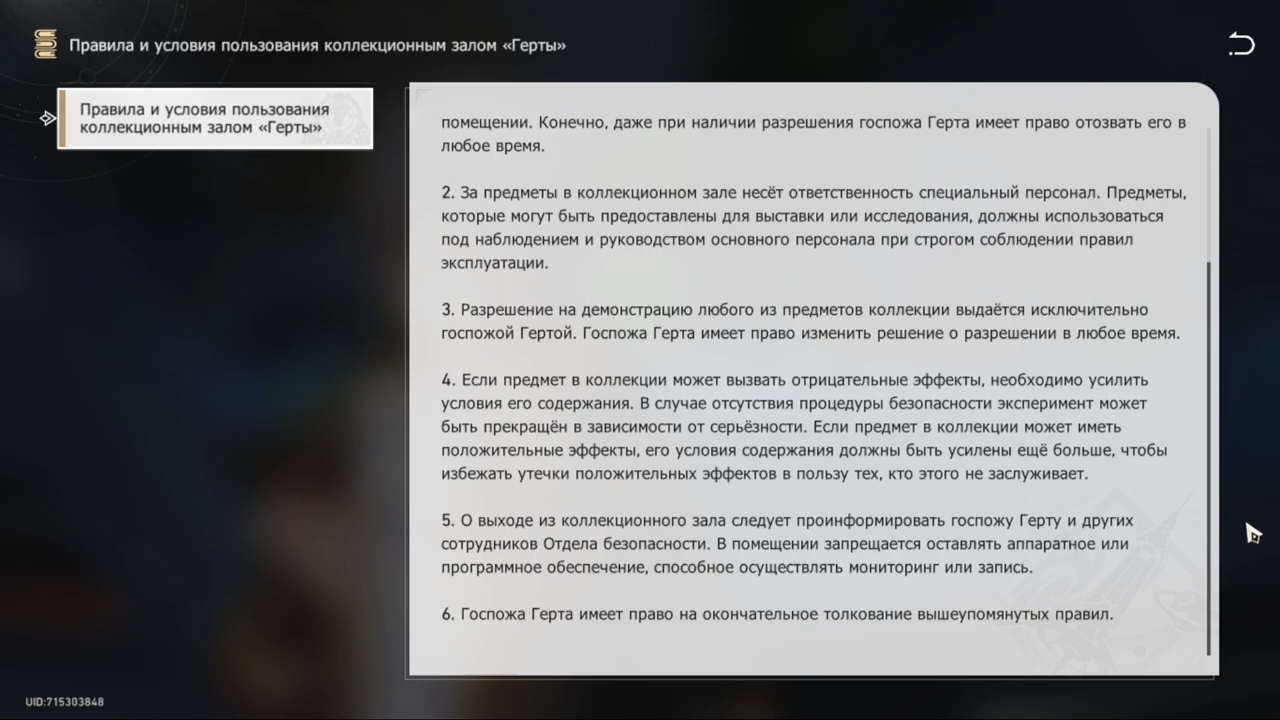 Правила и условия пользования коллекционным залом «Герты»
Правила и условия пользования
коллекционным залом «Герты»
помещении. Конечно, даже при наличии разрешения госпожа Герта имеет право отозвать его в
любое время.
2. За предметы в коллекционном зале несёт ответственность специальный персонал. Предметы,
которые могут быть предоставлены для выставки или исследования, должны использоваться
под наблюдением и руководством основного персонала при строгом соблюдении правил
эксплуатации.
3. Разрешение на демонстрацию любого из предметов коллекции выдаётся исключительно
госпожой Гертой. Госпожа Герта имеет право изменить решение о разрешении в любое время.
4. Если предмет в коллекции может вызвать отрицательные эффекты, необходимо усилить
условия его содержания. В случае отсутствия процедуры безопасности эксперимент может
быть прекращён в зависимости от серьёзности. Если предмет в коллекции может иметь
положительные эффекты, его условия содержания должны быть усилены ещё больше, чтобы
избежать утечки положительных эффектов в пользу тех, кто этого не заслуживает.
5. О выходе из коллекционного зала следует проинформировать госпожу Герту и других
сотрудников Отдела безопасности. В помещении запрещается оставлять аппаратное или
программное обеспечение, способное осуществлять мониторинг или запись.
6. Госпожа Герта имеет право на окончательное толкование вышеупомянутых правил.
UID:715303848